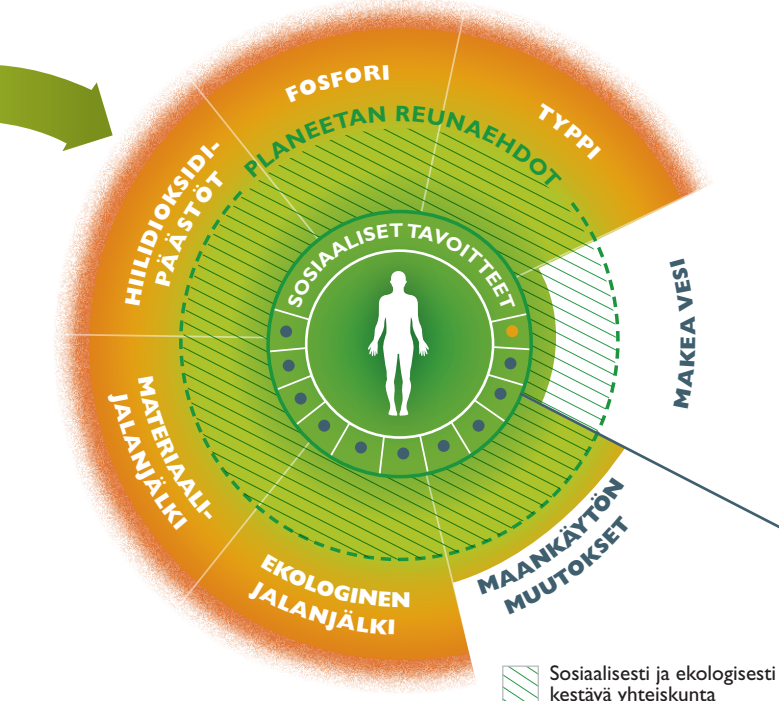 FOSFORI
TYPPI
PLANEETAN REUNAEHDOT
HIILIDIOKSIDI-
PÄÄSTÖT
SOSIAALISET TAVOITTEET
MAKEA VESI
MATERIAALI-
JALANJÄLKI
EKOLOGINEN
JALANJÄLKI
MAANKÄYTÖN
MUUTOKSET
Sosiaalisesti ja ekologisesti
kestävä yhteiskunta